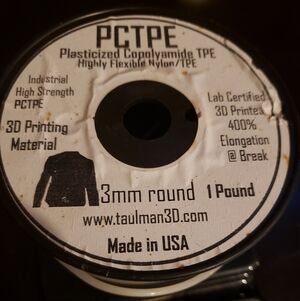 PCTPE
Plasticized Copolyamide TPE
Highly Flexible Nylon/TPE
Industrial
High Strength
PCTPE
3D Printing
Material
Lab Certified
3D Printed
400%
Elongation
@ Break
3mm round 1 Pound
www.taulman3D.com
Made in USA